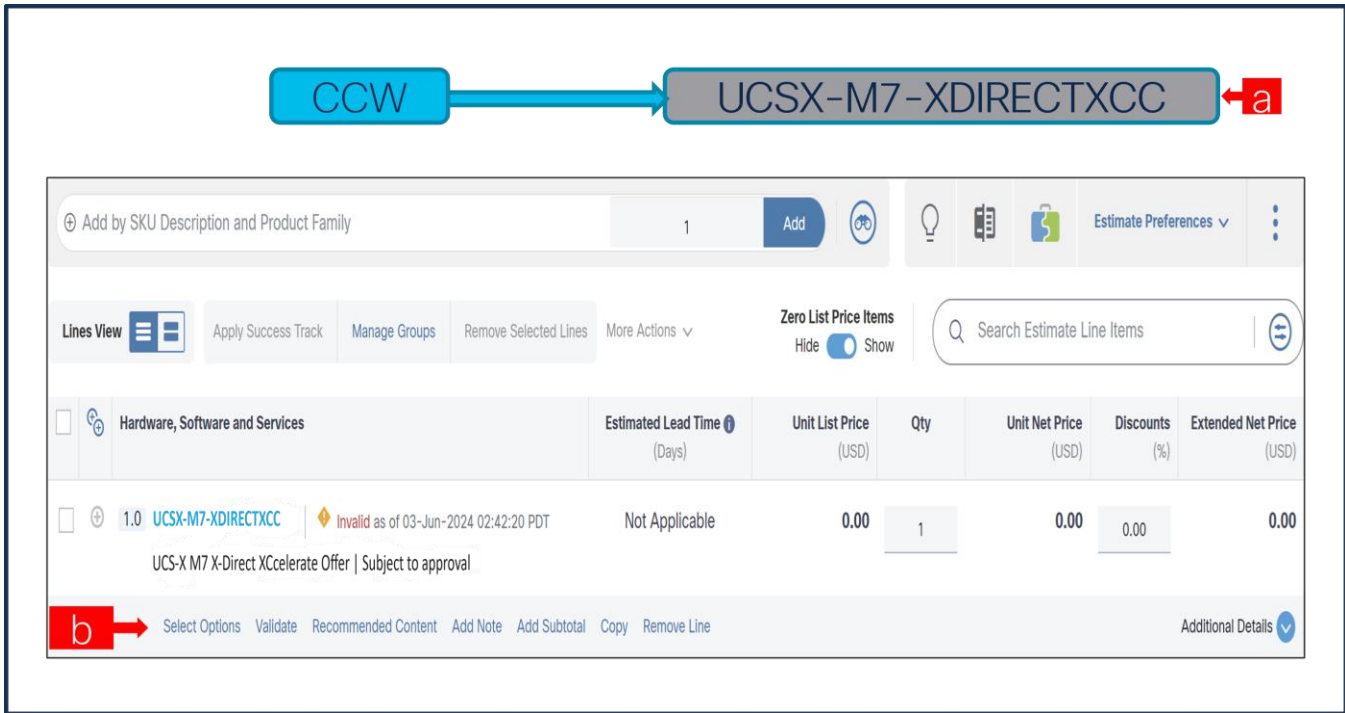 CCW UCSX-M7-XDIRECTXCC a
Add by SKU Description and Product Family 1 Add Estimate Preferences
Lines View Apply Success Track Manage Groups Remove Selected Lines More Actions Zero List Price Items Hide Show Search Estimate Line Items
Hardware, Software and Services Estimated Lead Time (Days) Unit List Price (USD) Qty Unit Net Price (USD) Discounts (%) Extended Net Price (USD)
1.0 UCSX-M7-XDIRECTXCC Invalid as of 03-Jun-2024 02:42:20 PDT Not Applicable 0.00 1 0.00 0.00 0.00
UCS-X M7 X-Direct XCcelerate Offer | Subject to approval
b Select Options Validate Recommended Content Add Note Add Subtotal Copy Remove Line Additional Details